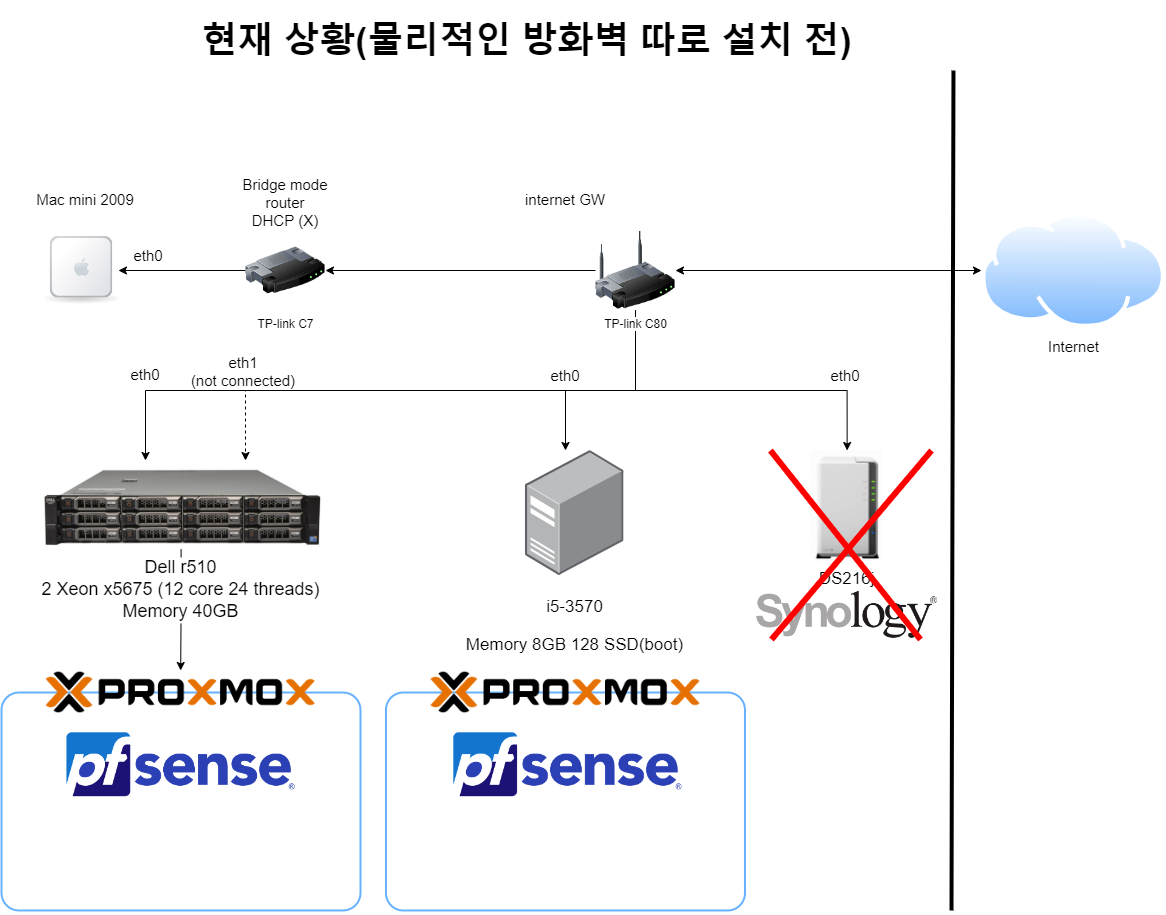 현재 상황(물리적인 방화벽 따로 설치 전)
Mac mini 2009
Bridge mode
router
DHCP (X)
internet GW
eth0
TP-link C7
TP-link C80
Internet
eth0
eth1
(not connected)
eth0
eth0
Dell r510
2 Xeon x5675 (12 core 24 threads)
Memory 40GB
i5-3570
Memory 8GB 128 SSD(boot)
DS216j
Synology®
PROXMOX
PROXMOX
pfsense®
pfsense®